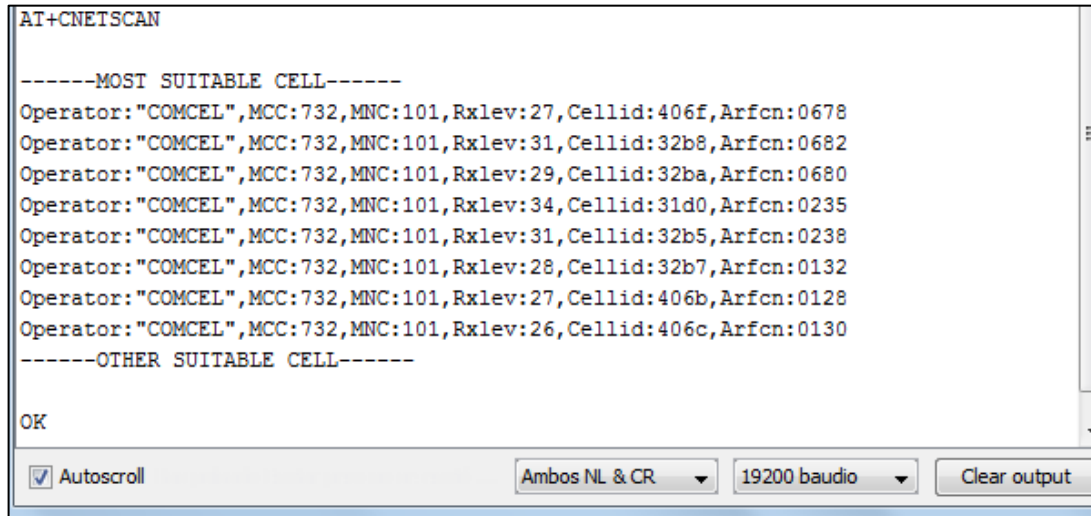 AT+CNETSCAN
------MOST SUITABLE CELL------
Operator:"COMCEL",MCC:732,MNC:101,Rxlev:27,Cellid:406f,Arfcn:0678
Operator:"COMCEL",MCC:732,MNC:101,Rxlev:31,Cellid:32b8,Arfcn:0682
Operator:"COMCEL",MCC:732,MNC:101,Rxlev:29,Cellid:32ba,Arfcn:0680
Operator:"COMCEL",MCC:732,MNC:101,Rxlev:34,Cellid:31d0,Arfcn:0235
Operator:"COMCEL",MCC:732,MNC:101,Rxlev:31,Cellid:32b5,Arfcn:0238
Operator:"COMCEL",MCC:732,MNC:101,Rxlev:28,Cellid:32b7,Arfcn:0132
Operator:"COMCEL",MCC:732,MNC:101,Rxlev:27,Cellid:406b,Arfcn:0128
Operator:"COMCEL",MCC:732,MNC:101,Rxlev:26,Cellid:406c,Arfcn:0130
------OTHER SUITABLE CELL------
OK
Autoscroll Ambos NL & CR 19200 baudio Clear output